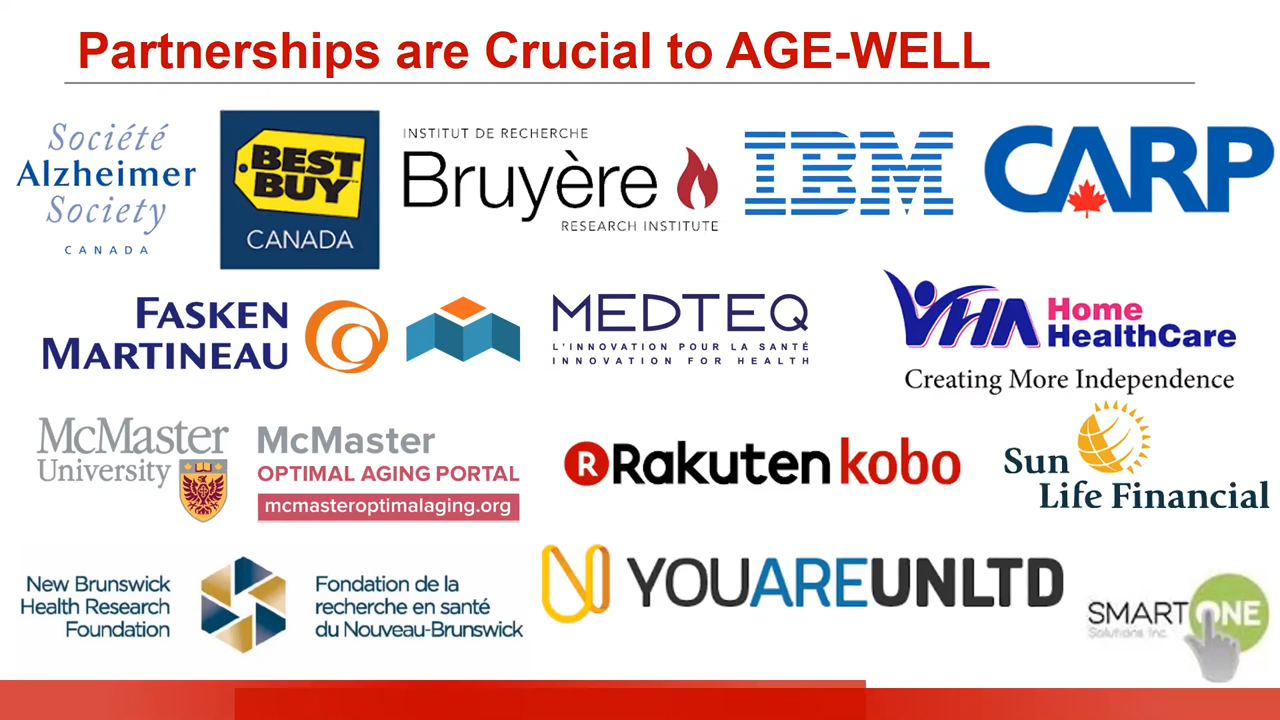 Partnerships are Crucial to AGE-WELL
Société
Alzheimer
Society
CANADA
BEST
BUY
CANADA
INSTITUT DE RECHERCHE
Bruyère
RESEARCH INSTITUTE
IBM
CARP
FASKEN
MARTINEAU
MEDTEQ
L'INNOVATION POUR LA SANTÉ
INNOVATION FOR HEALTH
VHA Home
HealthCare
Creating More Independence
McMaster
University
McMaster
OPTIMAL AGING PORTAL
mcmasteroptimalaging.org
R Rakuten kobo
Sun
Life Financial
New Brunswick
Health Research
Foundation
Fondation de la
recherche en santé
du Nouveau-Brunswick
YOUAREUNLTD
SMART ONE
Solutions Inc.